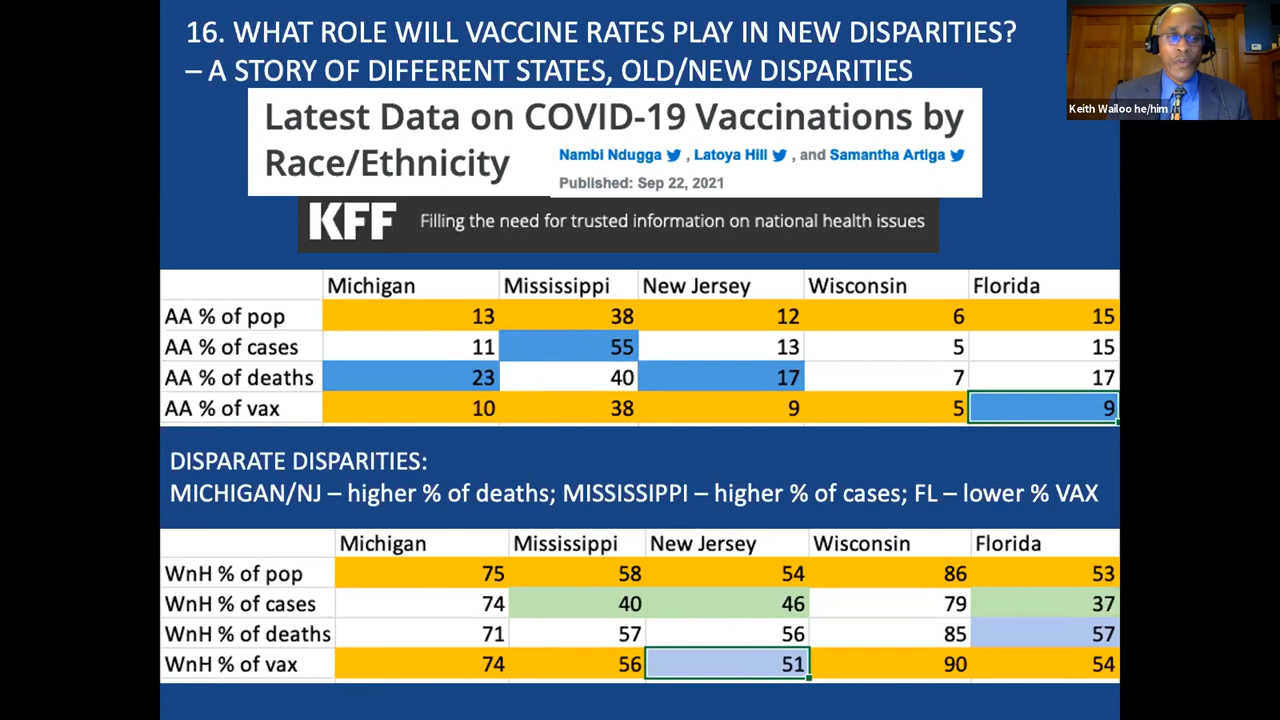 16. WHAT ROLE WILL VACCINE RATES PLAY IN NEW DISPARITIES?
– A STORY OF DIFFERENT STATES, OLD/NEW DISPARITIES
Keith Wailoo he/him
Latest Data on COVID-19 Vaccinations by
Race/Ethnicity
Nambi Ndugga , Latoya Hill , and Samantha Artiga
Published: Sep 22, 2021
KFF Filling the need for trusted information on national health issues
Michigan Mississippi New Jersey Wisconsin Florida
AA % of pop 13 38 12 6 15
AA % of cases 11 55 13 5 15
AA % of deaths 23 40 17 7 17
AA % of vax 10 38 9 5 9
DISPARATE DISPARITIES:
MICHIGAN/NJ – higher % of deaths; MISSISSIPPI – higher % of cases; FL – lower % VAX
Michigan Mississippi New Jersey Wisconsin Florida
WnH % of pop 75 58 54 86 53
WnH % of cases 74 40 46 79 37
WnH % of deaths 71 57 56 85 57
WnH % of vax 74 56 51 90 54